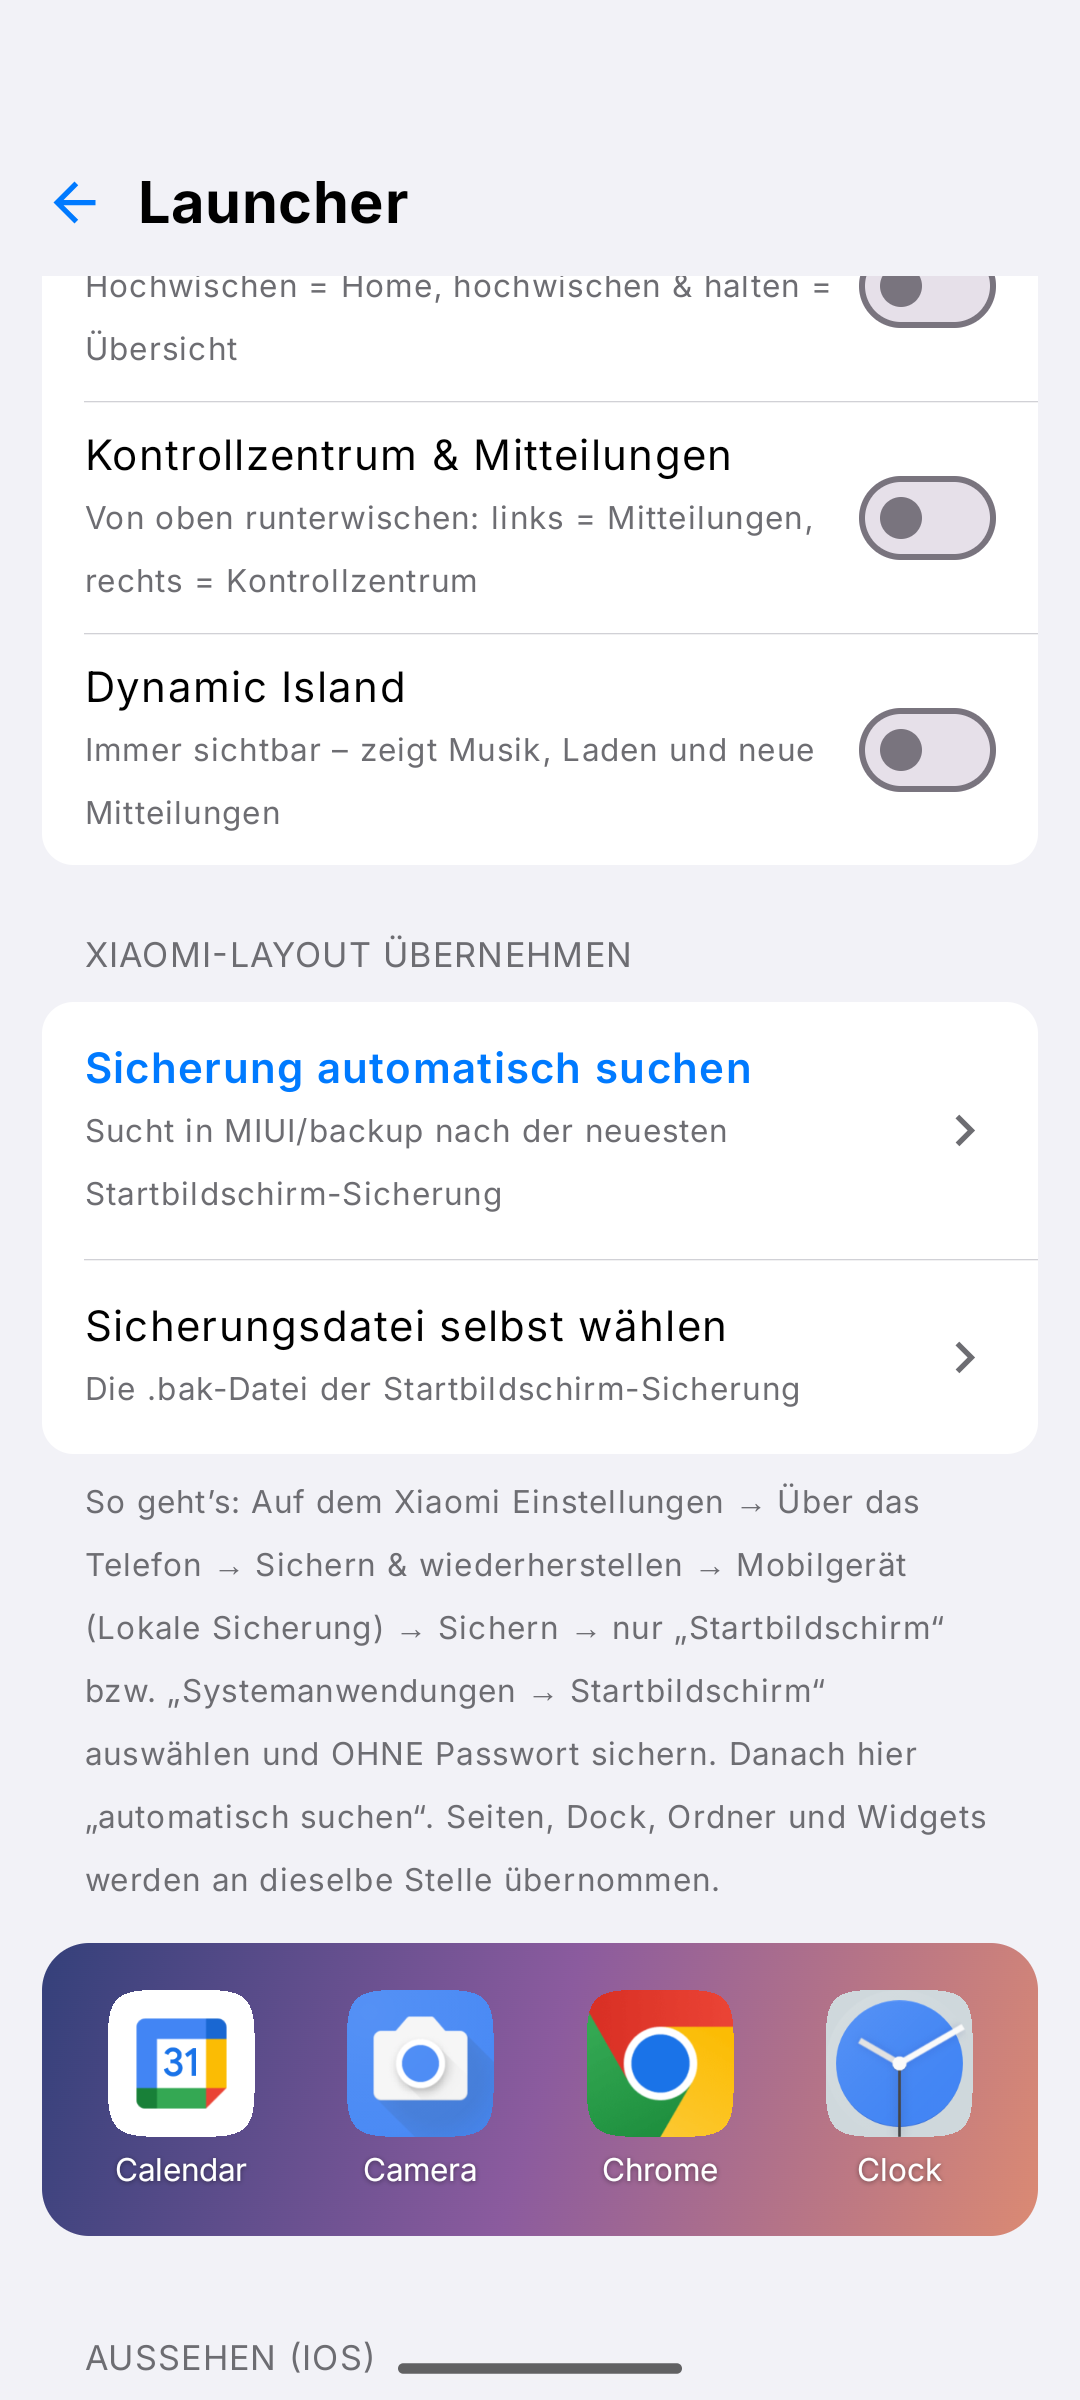 Launcher
Hochwischen = Home, hochwischen & halten =
Übersicht
Kontrollzentrum & Mitteilungen
Von oben runterwischen: links = Mitteilungen,
rechts = Kontrollzentrum
Dynamic Island
Immer sichtbar – zeigt Musik, Laden und neue
Mitteilungen
XIAOMI-LAYOUT ÜBERNEHMEN
Sicherung automatisch suchen
Sucht in MIUI/backup nach der neuesten
Startbildschirm-Sicherung
Sicherungsdatei selbst wählen
Die .bak-Datei der Startbildschirm-Sicherung
So geht’s: Auf dem Xiaomi Einstellungen → Über das
Telefon → Sichern & wiederherstellen → Mobilgerät
(Lokale Sicherung) → Sichern → nur „Startbildschirm“
bzw. „Systemanwendungen → Startbildschirm“
auswählen und OHNE Passwort sichern. Danach hier
„automatisch suchen“. Seiten, Dock, Ordner und Widgets
werden an dieselbe Stelle übernommen.
31
Calendar Camera Chrome Clock
AUSSEHEN (IOS)